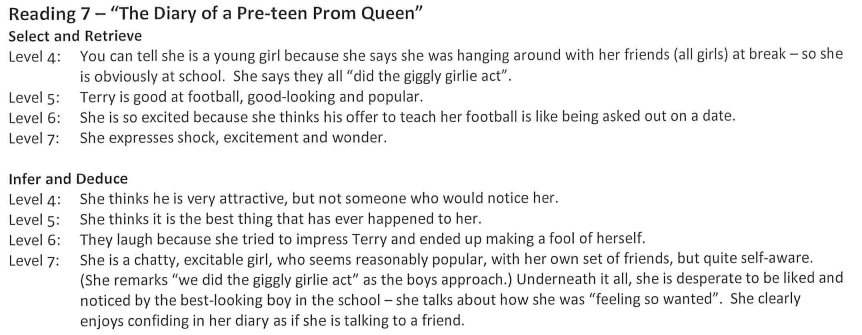 Reading 7 – “The Diary of a Pre-teen Prom Queen”
Select and Retrieve
Level 4: You can tell she is a young girl because she says she was hanging around with her friends (all girls) at break – so she
is obviously at school. She says they all “did the giggly girlie act”.
Level 5: Terry is good at football, good-looking and popular.
Level 6: She is so excited because she thinks his offer to teach her football is like being asked out on a date.
Level 7: She expresses shock, excitement and wonder.
Infer and Deduce
Level 4: She thinks he is very attractive, but not someone who would notice her.
Level 5: She thinks it is the best thing that has ever happened to her.
Level 6: They laugh because she tried to impress Terry and ended up making a fool of herself.
Level 7: She is a chatty, excitable girl, who seems reasonably popular, with her own set of friends, but quite self-aware.
(She remarks “we did the giggly girlie act” as the boys approach.) Underneath it all, she is desperate to be liked and
noticed by the best-looking boy in the school – she talks about how she was “feeling so wanted”. She clearly
enjoys confiding in her diary as if she is talking to a friend.